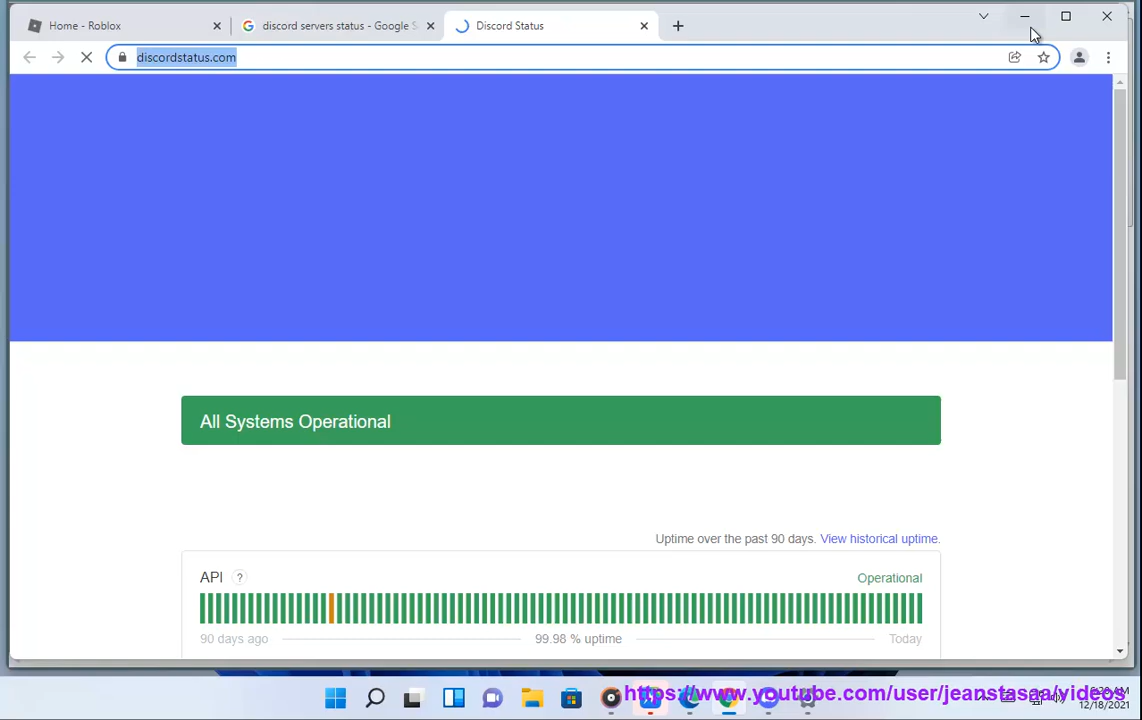 Home - Roblox
discord servers status - Google S
Discord Status
discordstatus.com
All Systems Operational
Uptime over the past 90 days. View historical uptime.
API ?
Operational
90 days ago
99.98 % uptime
Today
https://www.youtube.com/user/jeanstasaa/videos
AM
12/18/2021